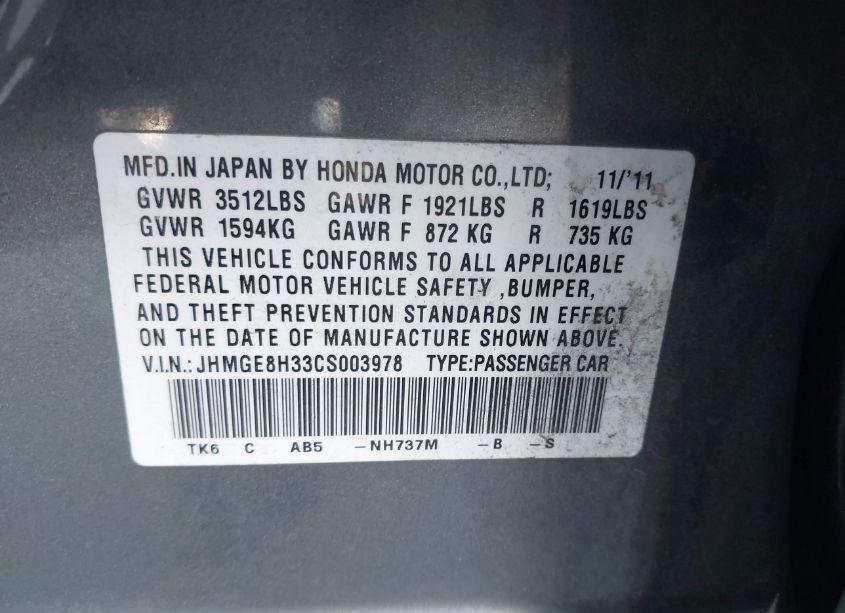 MFD.IN JAPAN BY HONDA MOTOR CO.,LTD; 11/'11
GVWR 3512LBS GAWR F 1921LBS R 1619LBS
GVWR 1594KG GAWR F 872 KG R 735 KG
THIS VEHICLE CONFORMS TO ALL APPLICABLE
FEDERAL MOTOR VEHICLE SAFETY ,BUMPER,
AND THEFT PREVENTION STANDARDS IN EFFECT
ON THE DATE OF MANUFACTURE SHOWN ABOVE.
V.I.N.: JHMGE8H33CS003978 TYPE:PASSENGER CAR
TK6 C AB5 -NH737M -B -S